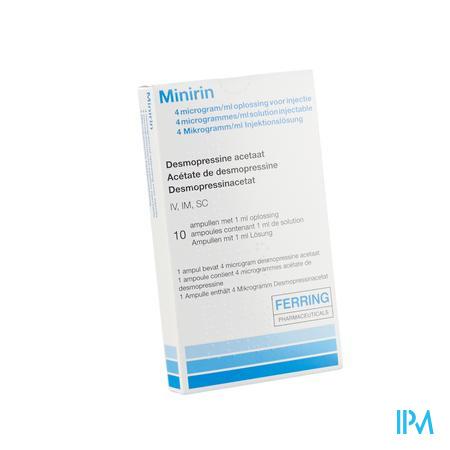 Minirin
Minirin
4 microgram/ml oplossing voor injectie
4 microgrammes/ml solution injectable
4 Mikrogramm/ml Injektionslösung
Desmopressine acetaat
Acétate de desmopressine
Desmopressinacetat
IV, IM, SC
10 ampullen met 1 ml oplossing
ampoules contenant 1 ml de solution
Ampullen mit 1 ml Lösung
1 ampul bevat 4 microgram desmopressine acetaat
1 ampoule contient 4 microgrammes acétate de
desmopressine
1 Ampulle enthält 4 Mikrogramm Desmopressinacetat
FERRING
PHARMACEUTICALS
IPM